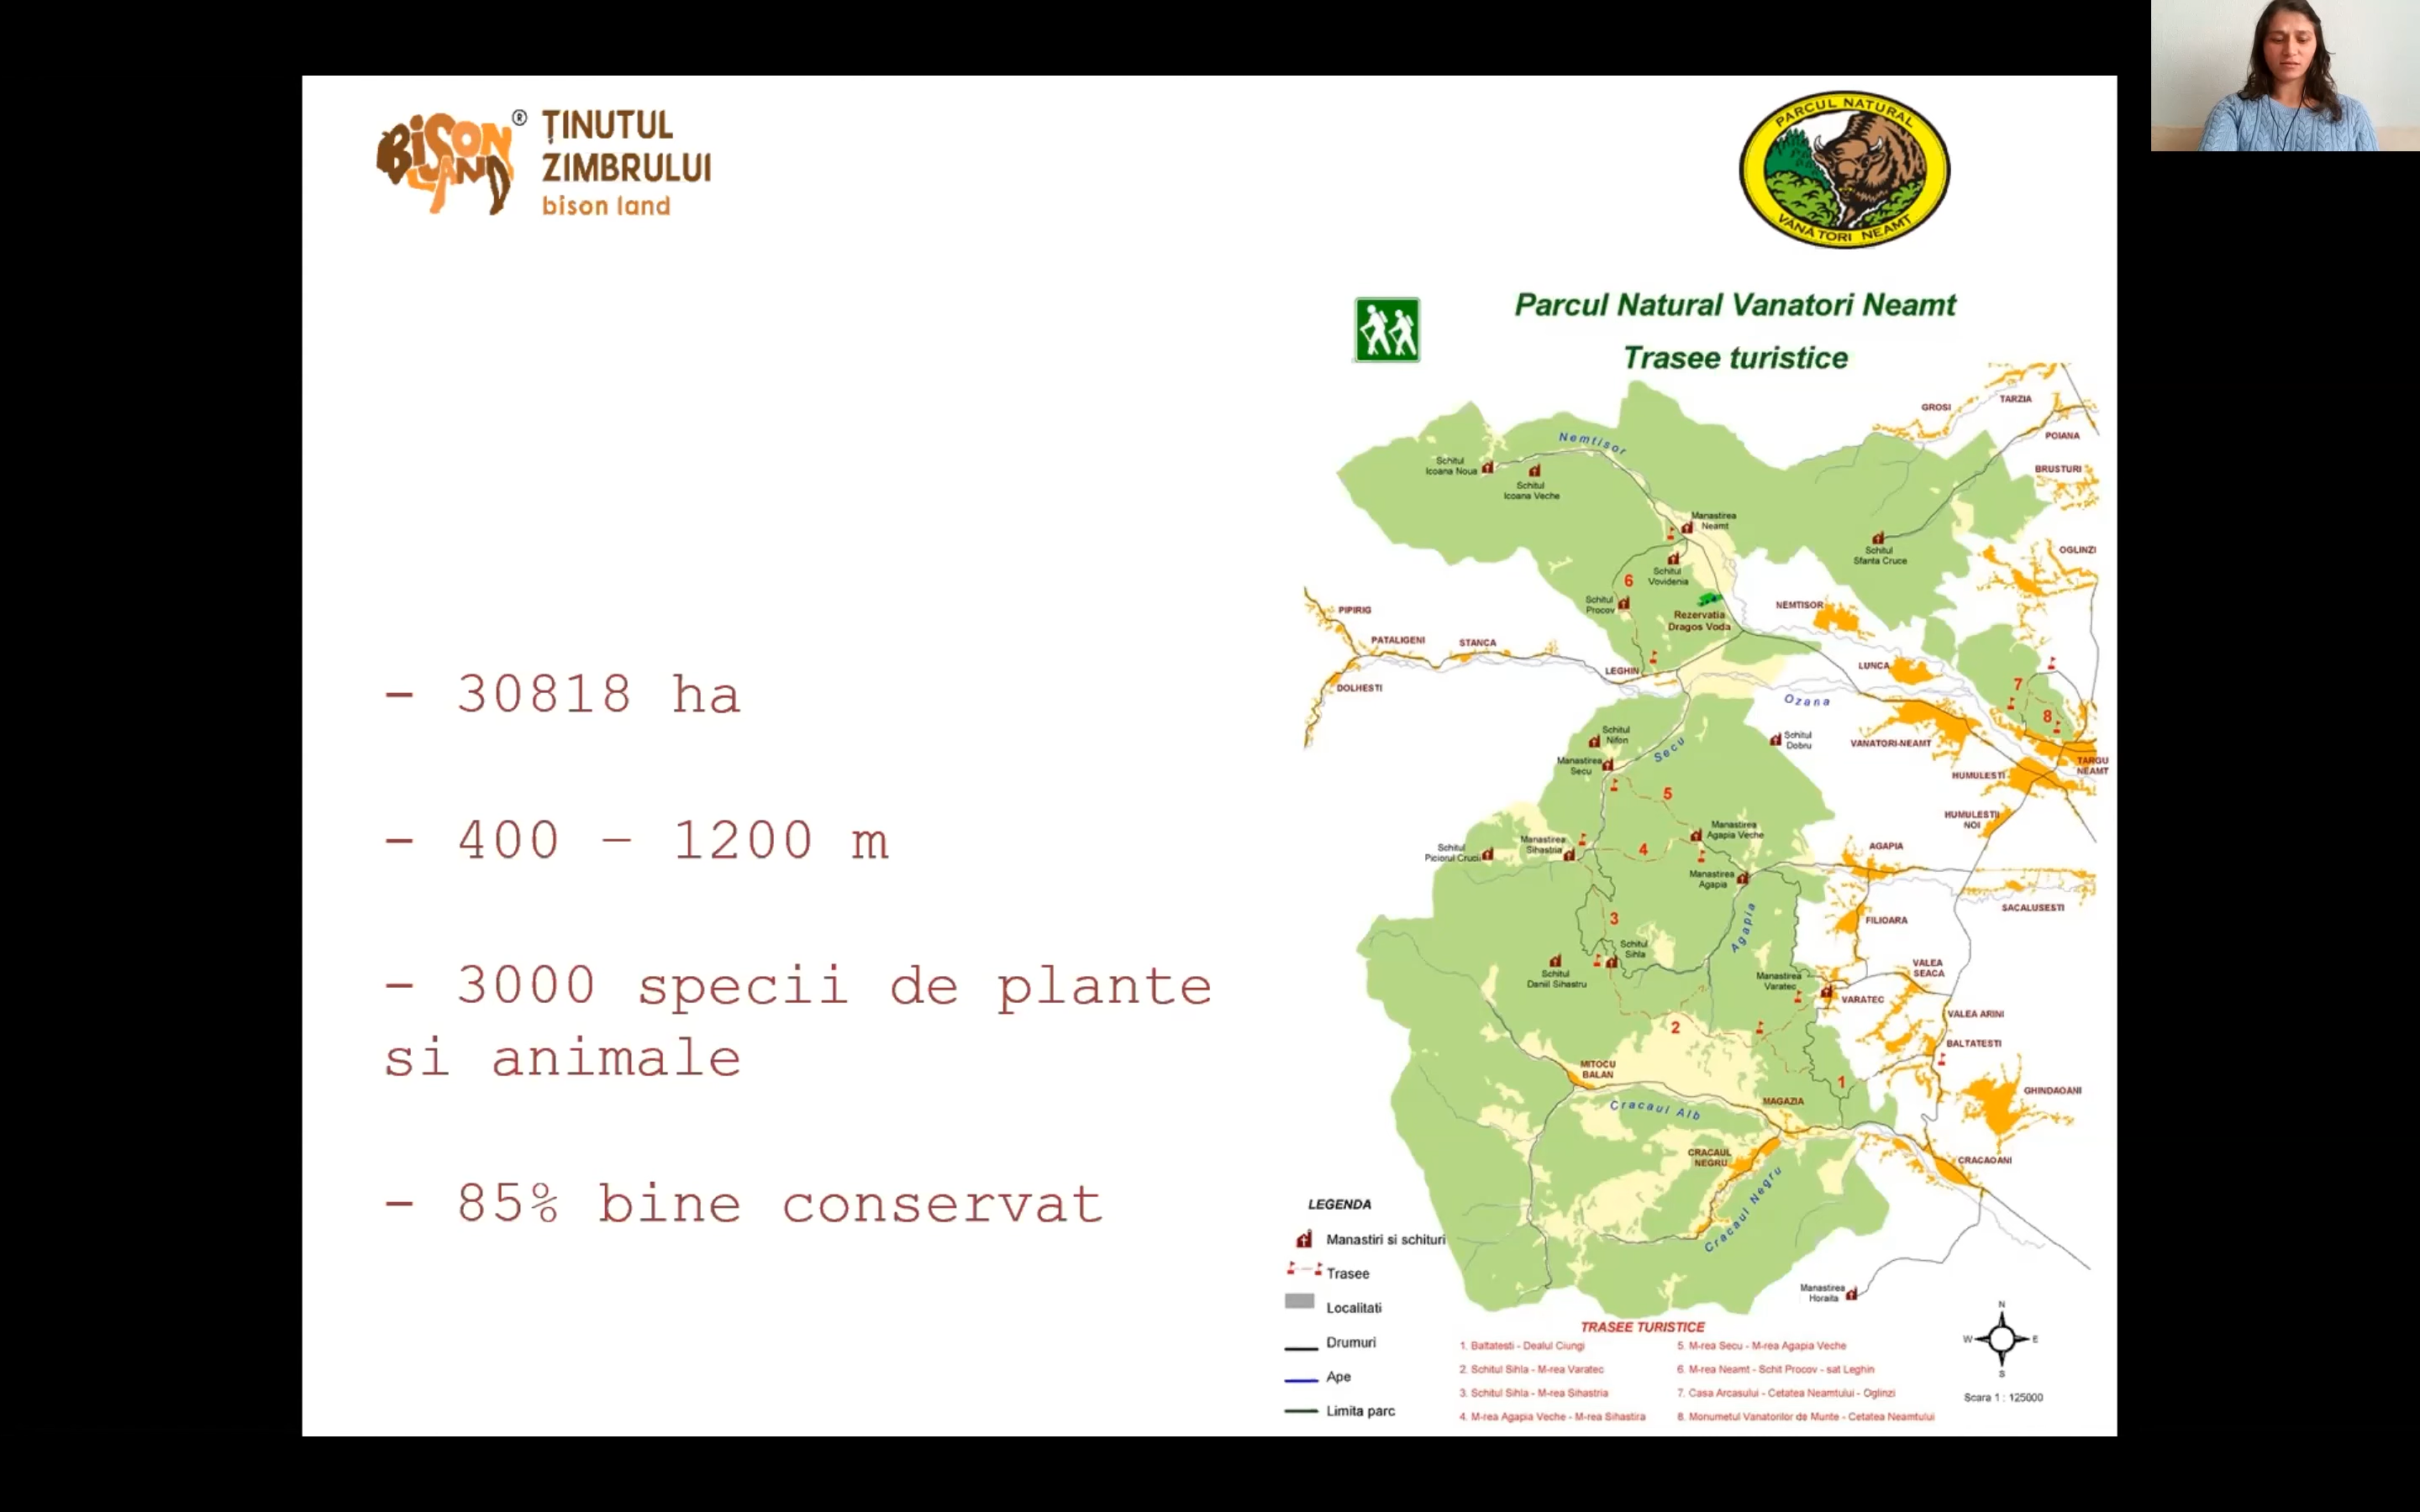 BiSON LAND ®
ȚINUTUL
ZIMBRULUI
bison land
PARCUL NATURAL
VANATORI NEAMT
Parcul Natural Vanatori Neamt
Trasee turistice
- 30818 ha
- 400 – 1200 m
- 3000 specii de plante
si animale
- 85% bine conservat
GROSI
TARZIA
POIANA
BRUSTURI
OGLINZI
Nemtisor
Schitul
Icoana Noua
Schitul
Icoana Veche
Manastirea
Neamt
Schitul
Sfanta Cruce
Schitul
Vovidenia
6
Schitul
Procov
Rezervatia
Dragos Voda
NEMTISOR
PIPIRIG
PATALIGENI
STANCA
LEGHIN
LUNCA
DOLHESTI
Ozana
7
8
Schitul
Nifon
Secu
Schitul
Dobru
VANATORI-NEAMT
Manastirea
Secu
TARGU
NEAMT
HUMULESTI
5
HUMULESTII
NOI
Manastirea
Agapia Veche
Manastirea
Sihastria
4
Schitul
Piciorul Crucii
AGAPIA
Manastirea
Agapia
SACALUSESTI
3
Agapia
FILIOARA
Schitul
Sihla
Schitul
Daniil Sihastru
Manastirea
Varatec
VALEA
SEACA
VARATEC
VALEA ARINI
2
BALTATESTI
MITOCU
BALAN
1
GHINDAOANI
Cracaul Alb
MAGAZIA
CRACAUL
NEGRU
CRACAOANI
Cracaul Negru
Manastirea
Horaita
LEGENDA
Manastiri si schituri
Trasee
Localitati
Drumuri
Ape
Limita parc
TRASEE TURISTICE
1. Baltatesti - Dealul Ciungi
2. Schitul Sihla - M-rea Varatec
3. Schitul Sihla - M-rea Sihastria
4. M-rea Agapia Veche - M-rea Sihastira
5. M-rea Secu - M-rea Agapia Veche
6. M-rea Neamt - Schit Procov - sat Leghin
7. Casa Arcasului - Cetatea Neamtului - Oglinzi
8. Monumetul Vanatorilor de Munte - Cetatea Neamtului
N
W E
S
Scara 1 : 125000